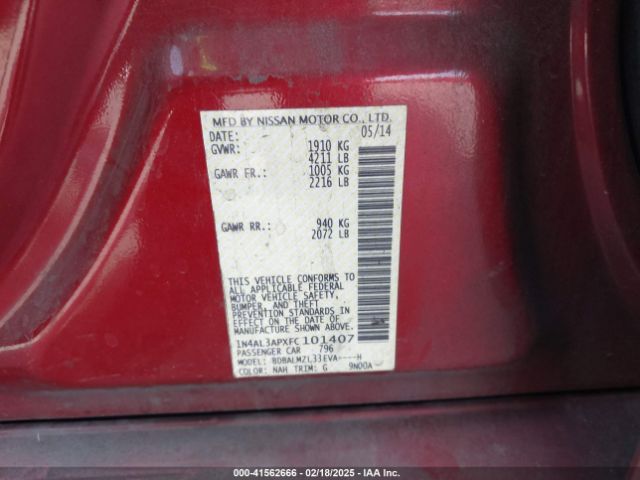 MFD BY NISSAN MOTOR CO., LTD.
DATE: 05/14
GVWR: 1910 KG
4211 LB
GAWR FR.: 1005 KG
2216 LB
GAWR RR.: 940 KG
2072 LB
THIS VEHICLE CONFORMS TO
ALL APPLICABLE FEDERAL
MOTOR VEHICLE SAFETY,
BUMPER, AND THEFT
PREVENTION STANDARDS
IN EFFECT ON THE DATE OF
MANUFACTURE SHOWN ABOVE.
1N4AL3APXFC101407
PASSENGER CAR 796
MODEL: BDBALMZL33EVA----H
COLOR: NAH TRIM: G 9N00A-
000-41562666 - 02/18/2025 - IAA Inc.